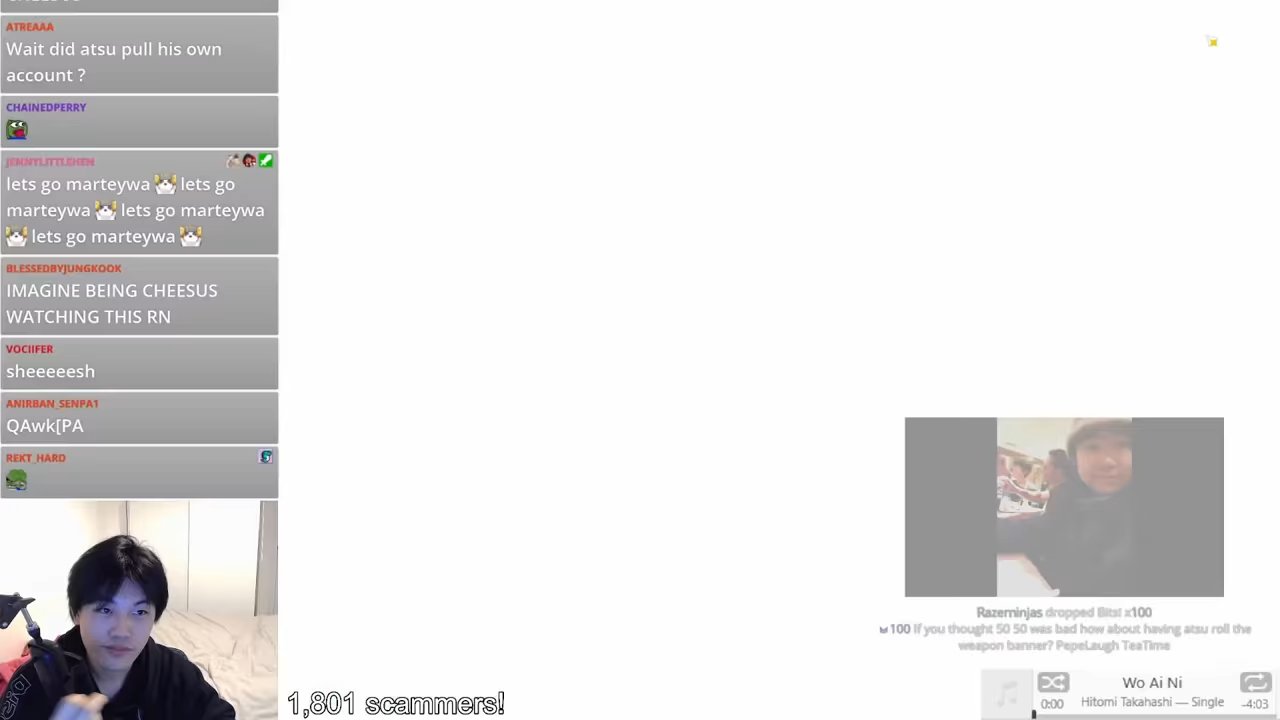 ATREAAA
Wait did atsu pull his own
account ?
CHAINEDPERRY
JENNYLITTLEHEN
lets go marteywa lets go
marteywa lets go marteywa
lets go marteywa
BLESSEDBYJUNGKOOK
IMAGINE BEING CHEESUS
WATCHING THIS RN
VOCIIFER
sheeeeesh
ANIRBAN_SENPA1
QAwk[PA
REKT_HARD
1,801 scammers!
Razerninjas dropped Bits! x100
100 If you thought 50 50 was bad how about having atsu roll the
weapon banner? PepeLaugh TeaTime
Wo Ai Ni
0:00 Hitomi Takahashi — Single -4:03